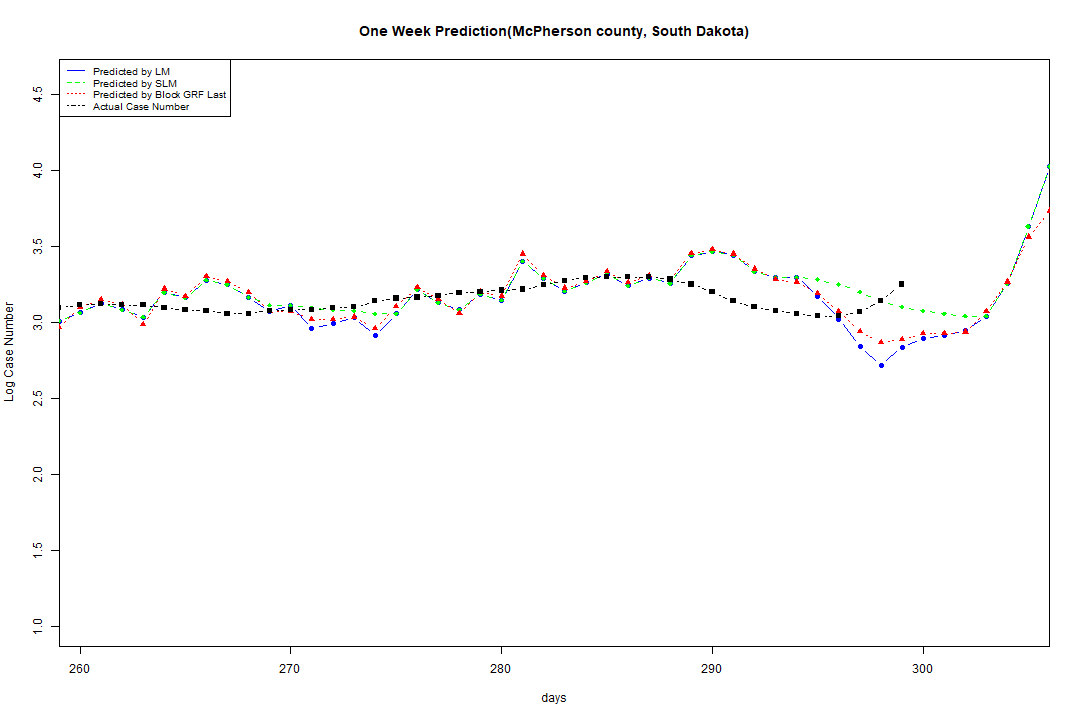 One Week Prediction(McPherson county, South Dakota)
Predicted by LM
Predicted by SLM
Predicted by Block GRF Last
Actual Case Number
4.5
4.0
3.5
3.0
2.5
2.0
1.5
1.0
Log Case Number
260 270 280 290 300
days